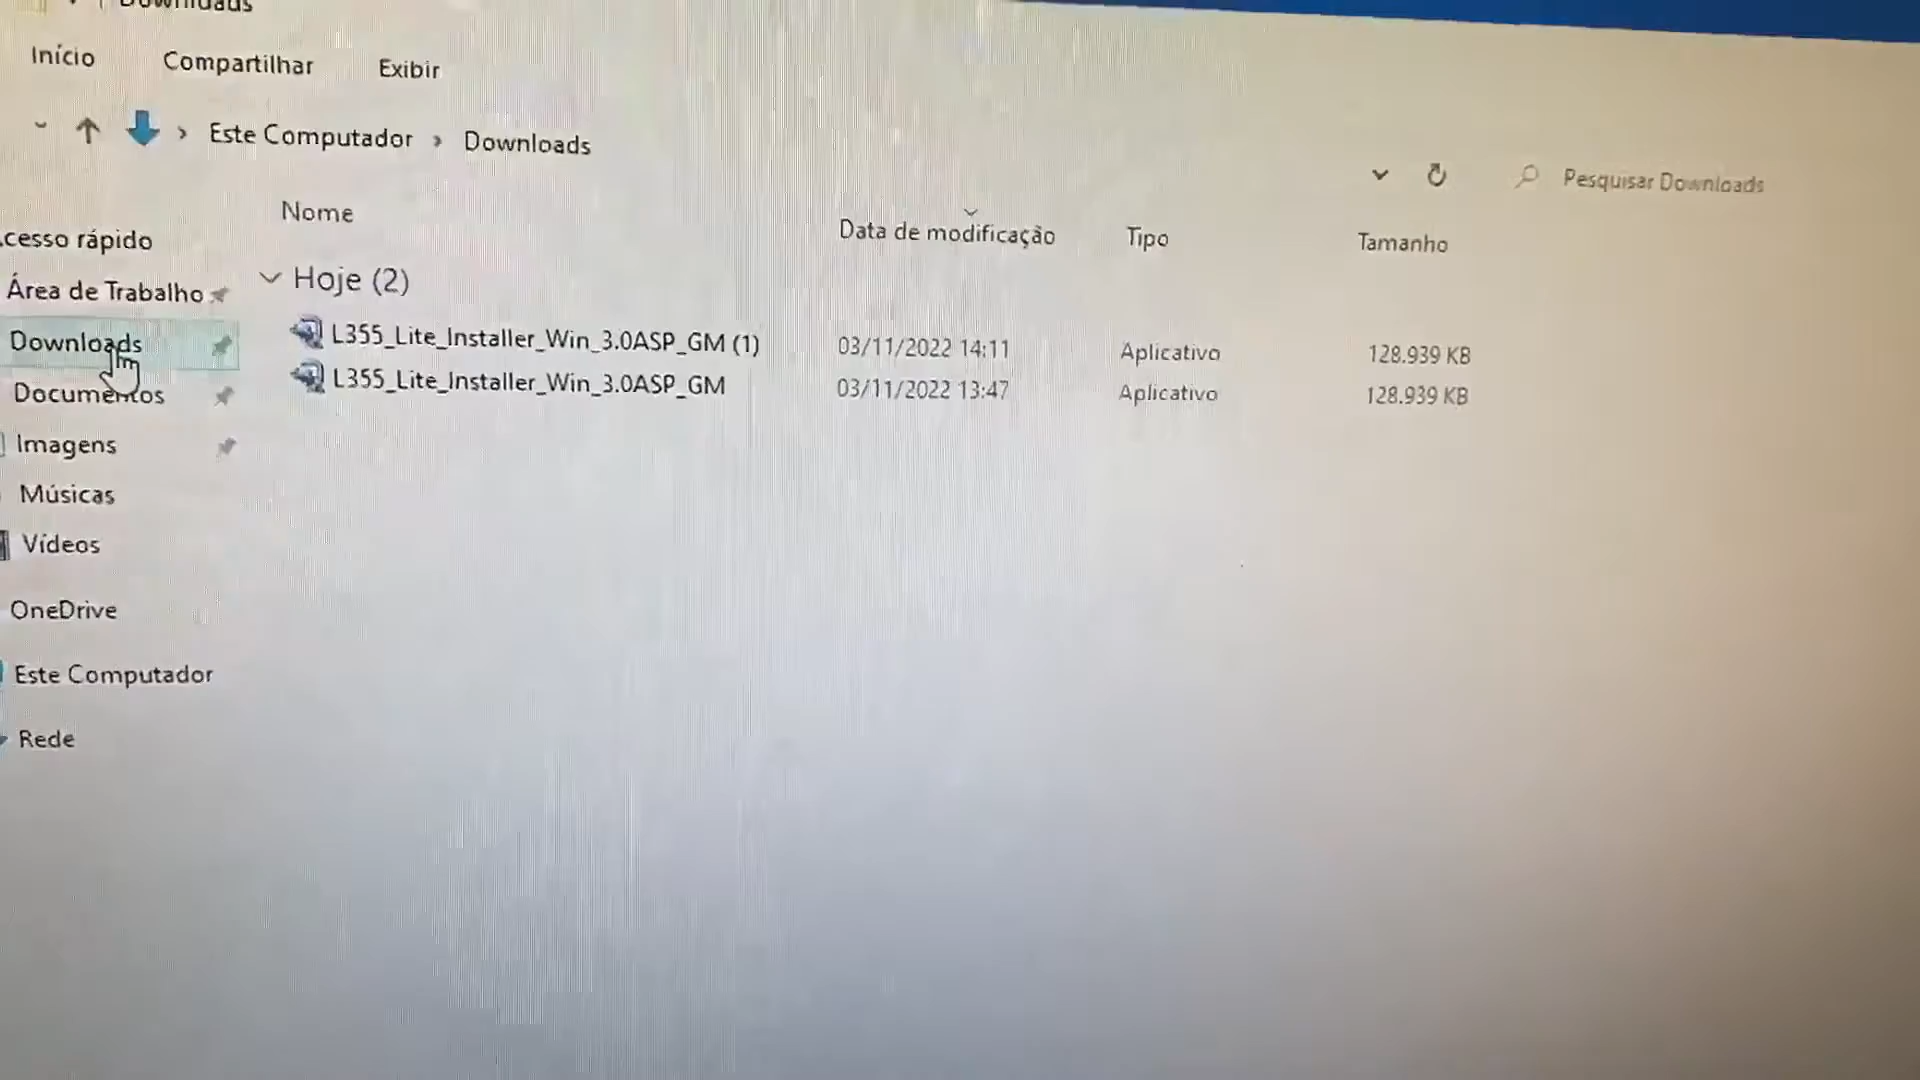 Downloads
Início Compartilhar Exibir
Este Computador › Downloads
Pesquisar Downloads
Nome Data de modificação Tipo Tamanho
cesso rápido
Hoje (2)
Área de Trabalho
L355_Lite_Installer_Win_3.0ASP_GM (1) 03/11/2022 14:11 Aplicativo 128.939 KB
Downloads
L355_Lite_Installer_Win_3.0ASP_GM 03/11/2022 13:47 Aplicativo 128.939 KB
Documentos
Imagens
Músicas
Vídeos
OneDrive
Este Computador
Rede